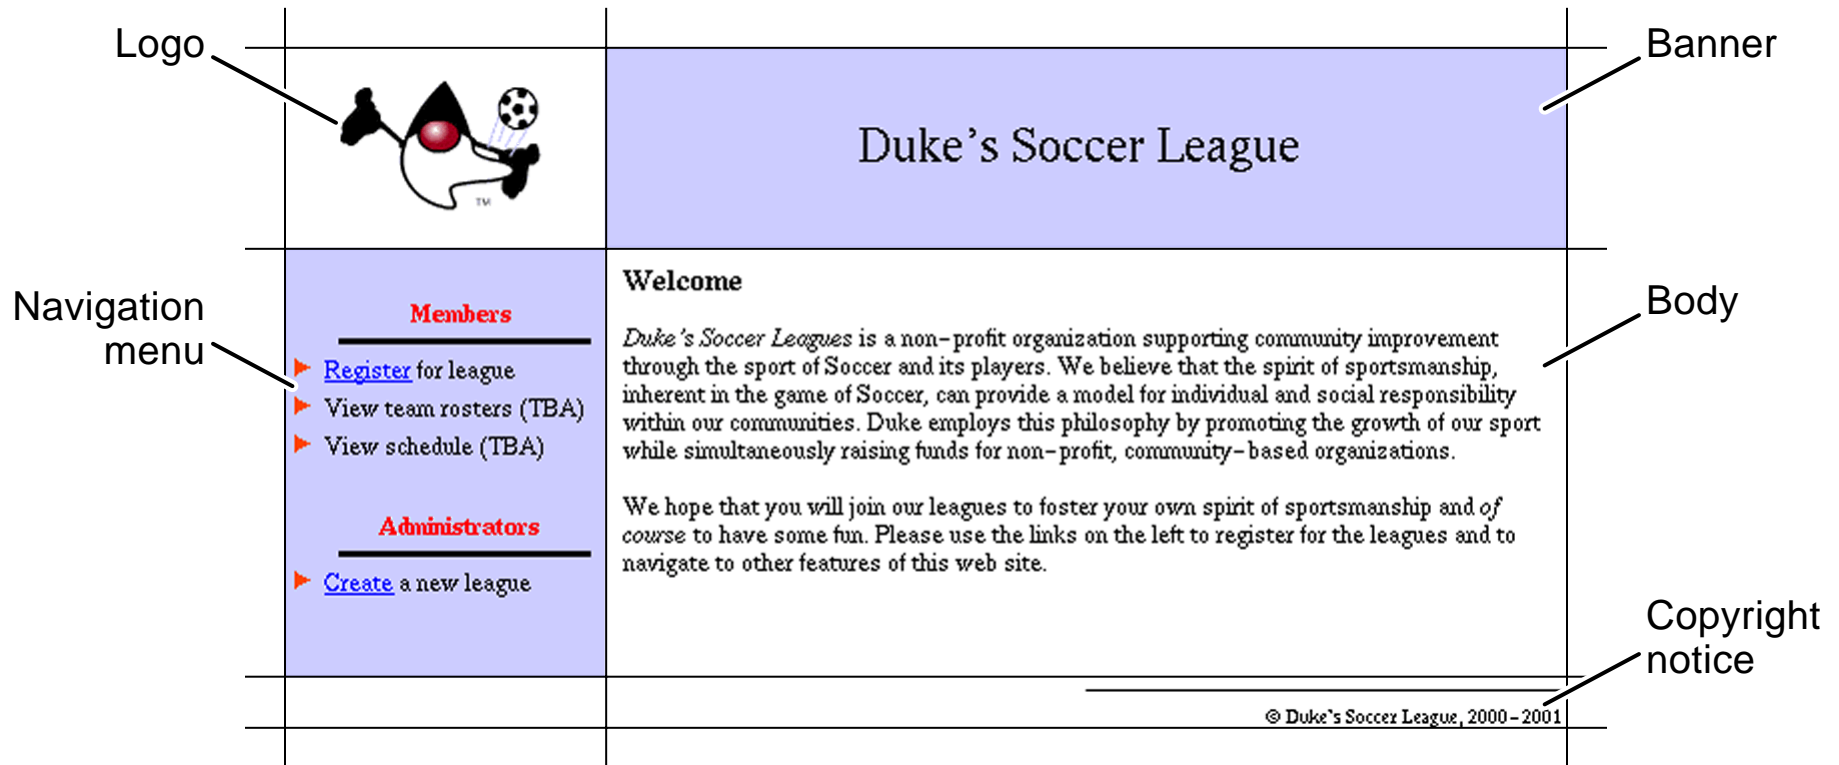 Logo
Banner
™
Duke's Soccer League
Navigation
menu
Members
Register for league
View team rosters (TBA)
View schedule (TBA)
Administrators
Create a new league
Welcome
Duke's Soccer Leagues is a non-profit organization supporting community improvement
through the sport of Soccer and its players. We believe that the spirit of sportsmanship,
inherent in the game of Soccer, can provide a model for individual and social responsibility
within our communities. Duke employs this philosophy by promoting the growth of our sport
while simultaneously raising funds for non-profit, community-based organizations.
We hope that you will join our leagues to foster your own spirit of sportsmanship and of
course to have some fun. Please use the links on the left to register for the leagues and to
navigate to other features of this web site.
Body
Copyright
notice
© Duke's Soccer League, 2000-2001